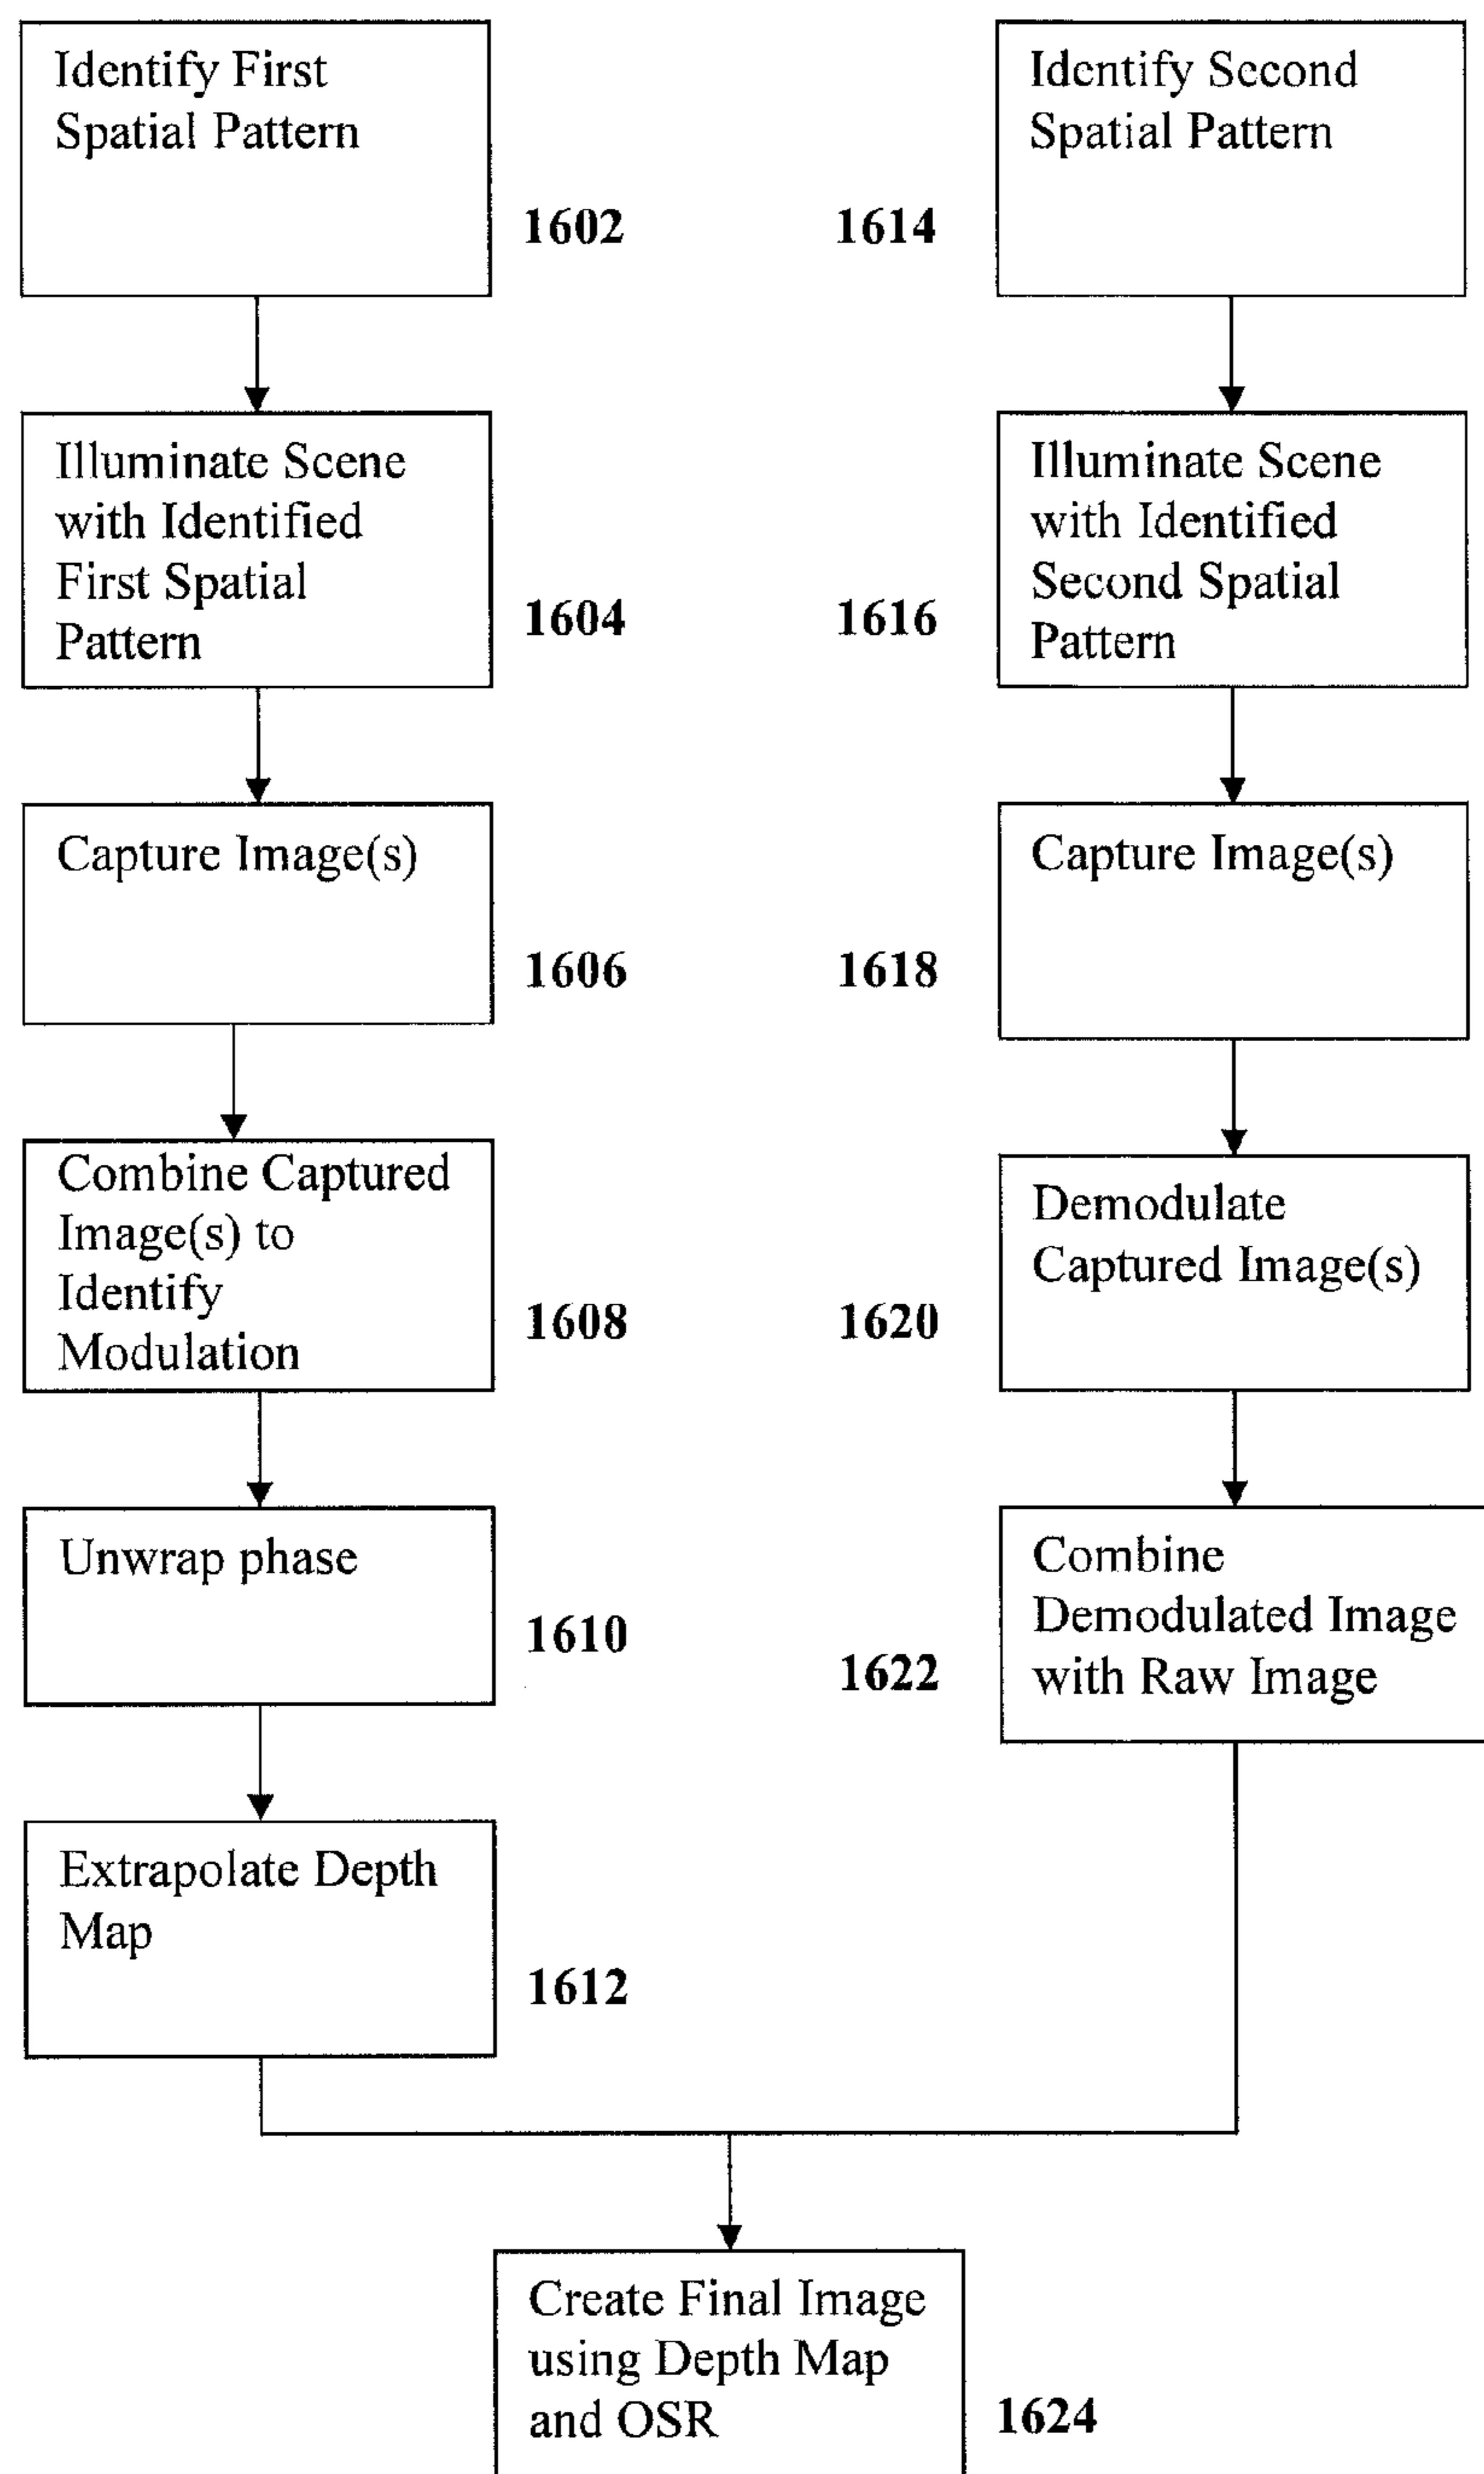 Identify First
Spatial Pattern
1602
Illuminate Scene
with Identified
First Spatial
Pattern
1604
Capture Image(s)
1606
Combine Captured
Image(s) to
Identify
Modulation
1608
Unwrap phase
1610
Extrapolate Depth
Map
1612
Identify Second
Spatial Pattern
1614
Illuminate Scene
with Identified
Second Spatial
Pattern
1616
Capture Image(s)
1618
Demodulate
Captured Image(s)
1620
Combine
Demodulated Image
with Raw Image
1622
Create Final Image
using Depth Map
and OSR
1624